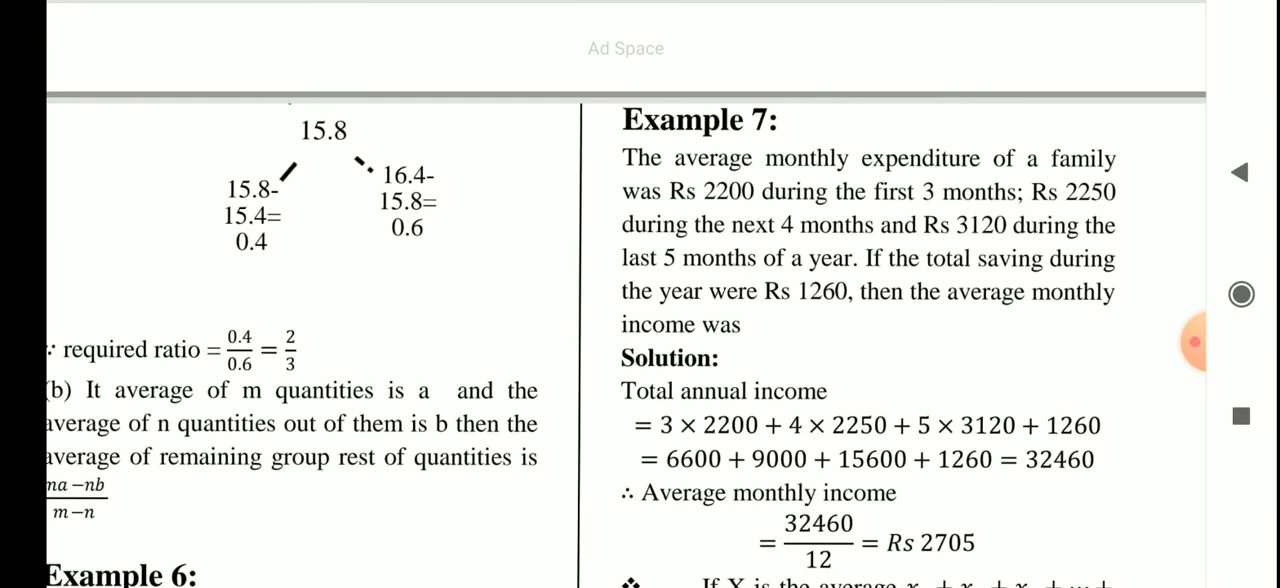 Ad Space
15.8
15.8-
15.4=
0.4
16.4-
15.8=
0.6
∵ required ratio = 0.4/0.6 = 2/3
(b) It average of m quantities is a and the
average of n quantities out of them is b then the
average of remaining group rest of quantities is
ma−nb/m−n
Example 6:
Example 7:
The average monthly expenditure of a family
was Rs 2200 during the first 3 months; Rs 2250
during the next 4 months and Rs 3120 during the
last 5 months of a year. If the total saving during
the year were Rs 1260, then the average monthly
income was
Solution:
Total annual income
= 3 × 2200 + 4 × 2250 + 5 × 3120 + 1260
= 6600 + 9000 + 15600 + 1260 = 32460
∴ Average monthly income
= 32460/12 = Rs 2705
❖ If X is the average